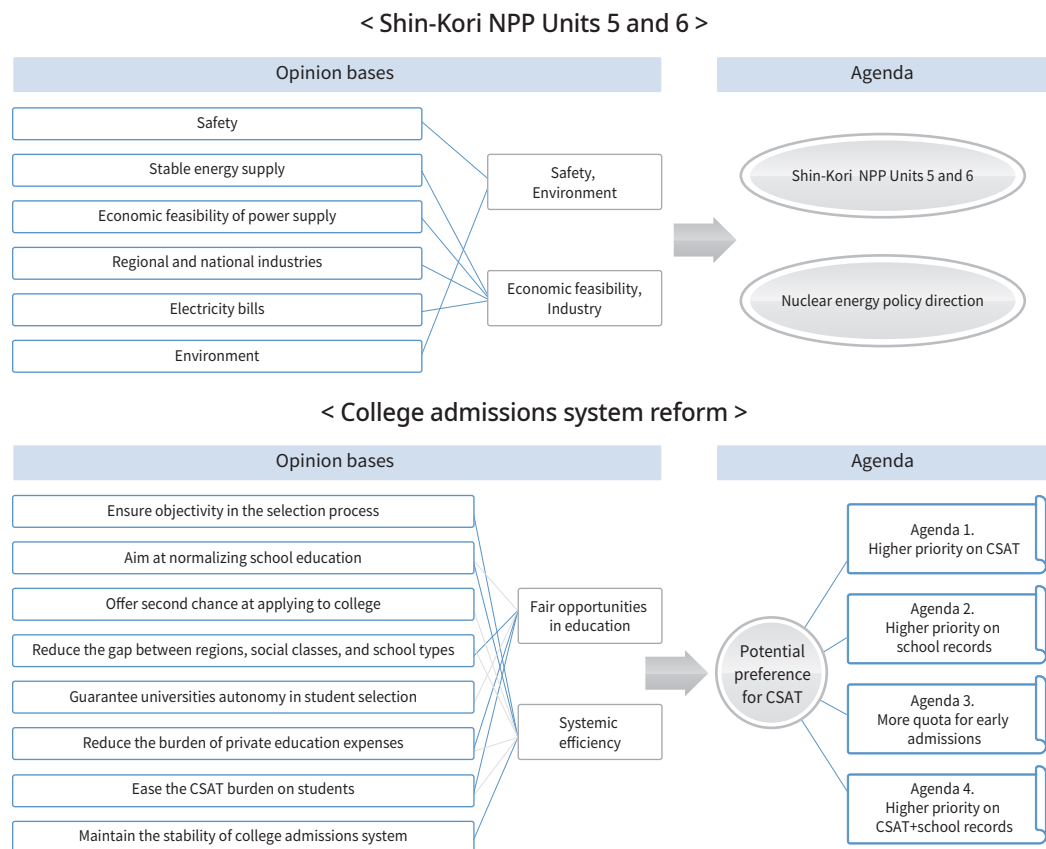 < Shin-Kori NPP Units 5 and 6 >
Opinion bases
Agenda
Safety
Stable energy supply
Economic feasibility of power supply
Regional and national industries
Electricity bills
Environment
Safety,
Environment
Economic feasibility,
Industry
Shin-Kori NPP Units 5 and 6
Nuclear energy policy direction
< College admissions system reform >
Opinion bases
Agenda
Ensure objectivity in the selection process
Aim at normalizing school education
Offer second chance at applying to college
Reduce the gap between regions, social classes, and school types
Guarantee universities autonomy in student selection
Reduce the burden of private education expenses
Ease the CSAT burden on students
Maintain the stability of college admissions system
Fair opportunities
in education
Systemic
efficiency
Potential
preference
for CSAT
Agenda 1.
Higher priority on CSAT
Agenda 2.
Higher priority on
school records
Agenda 3.
More quota for early
admissions
Agenda 4.
Higher priority on
CSAT+school records